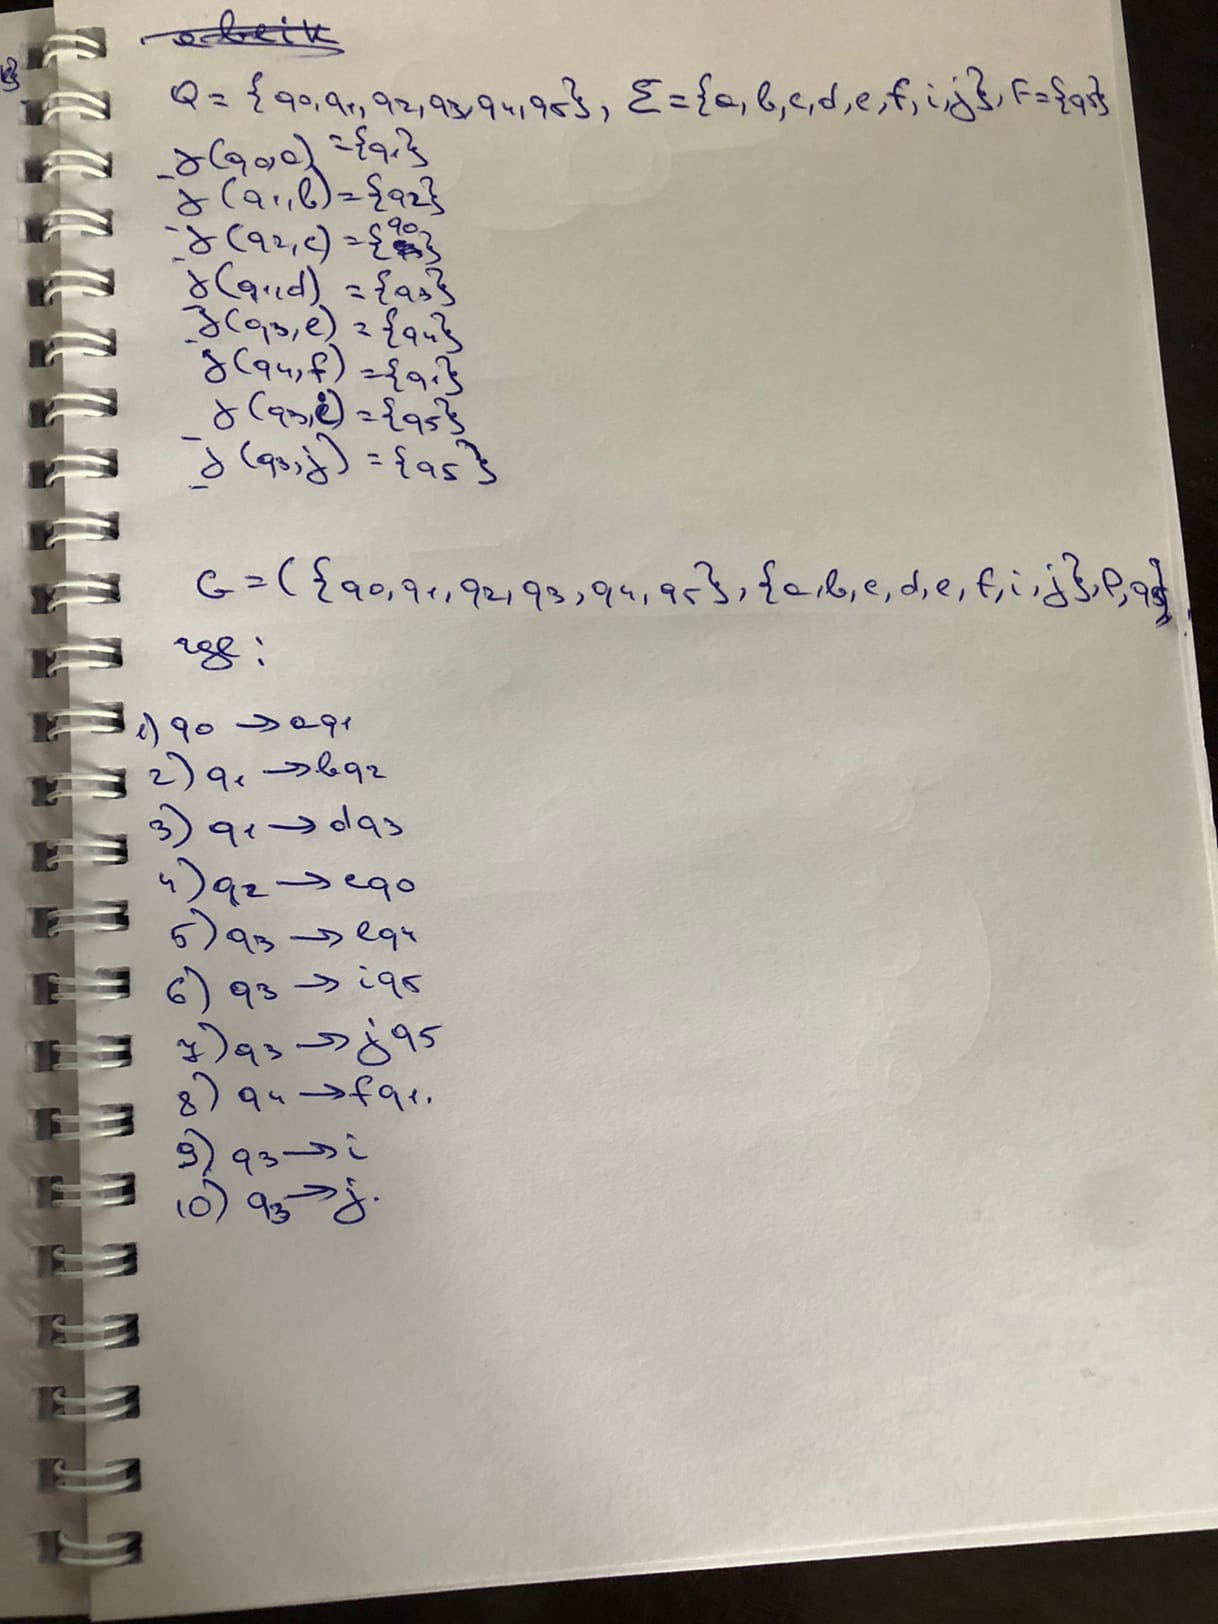 Q = {q0, q1, q2, q3, q4, q5}, Σ = {a, b, c, d, e, f, i, j}, F = {q5}
γ(q0, a) = {q1}
γ(q1, b) = {q2}
γ(q2, c) = {q0}
γ(q1, d) = {q3}
γ(q3, e) = {q4}
γ(q4, f) = {q1}
γ(q3, i) = {q5}
γ(q3, j) = {q5}
G = ({q0, q1, q2, q3, q4, q5}, {a, b, c, d, e, f, i, j}, P, q0)
где:
1) q0 → aq1
2) q1 → bq2
3) q1 → dq3
4) q2 → cq0
5) q3 → eq4
6) q3 → iq5
7) q3 → jq5
8) q4 → fq1.
9) q3 → i
10) q3 → j.